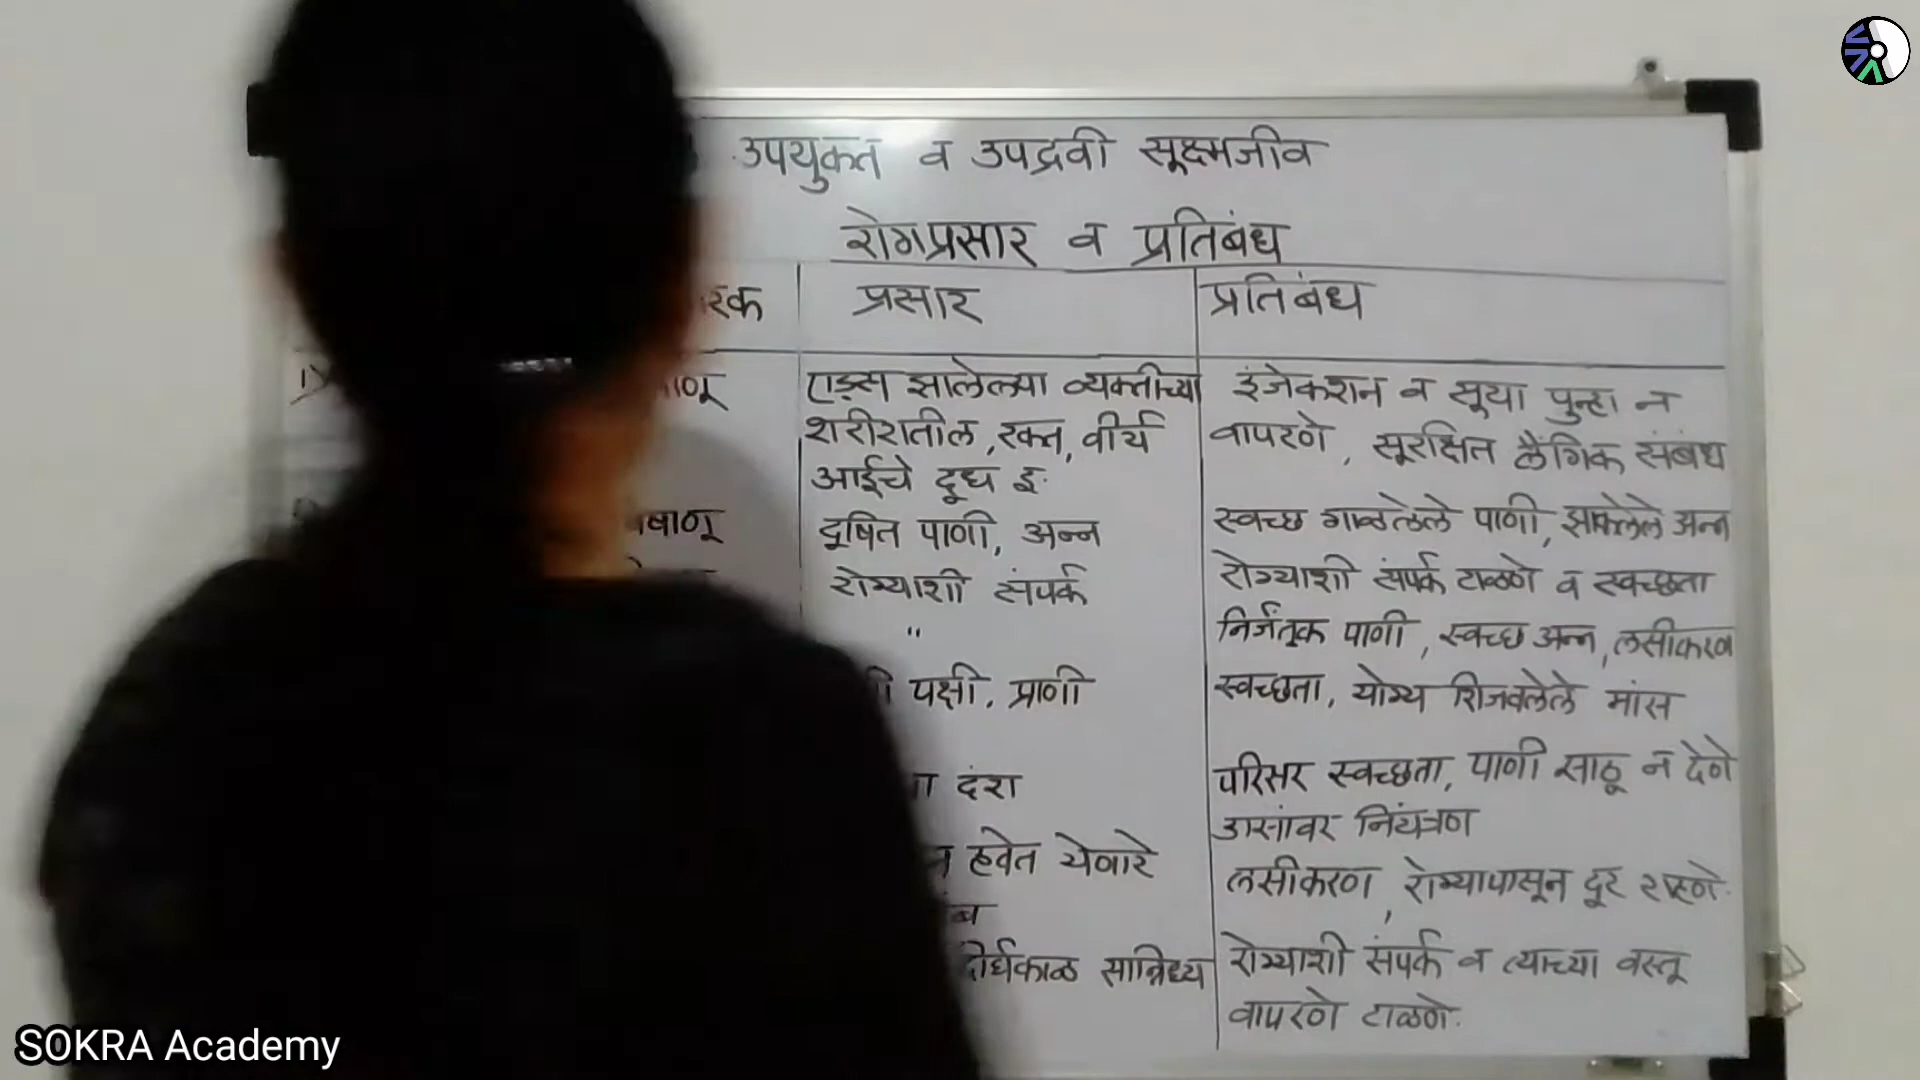 उपयुक्त व उपद्रवी सूक्ष्मजीव
रोगप्रसार व प्रतिबंध
प्रसार
प्रतिबंध
एड्स झालेल्या व्यक्तीच्या
शरीरातील, रक्त, वीर्य
आईचे दूध इ.
इंजेक्शन व सूया पुन्हा न
वापरणे, सूरक्षित लैंगिक संबंध
दूषित पाणी, अन्न
स्वच्छ गाळलेले पाणी, झाकलेले अन्न
रोग्याशी संपर्क
रोग्याशी संपर्क टाळणे व स्वच्छता
"
निर्जंतूक पाणी, स्वच्छ अन्न, लसीकरण
पक्षी, प्राणी
स्वच्छता, योग्य शिजवलेले मांस
दंश
परिसर स्वच्छता, पाणी साठू न देणे
डासांवर नियंत्रण
हवेत येणारे
लसीकरण, रोग्यापासून दूर राहणे.
दीर्घकाळ सान्निध्य
रोग्याशी संपर्क व त्याच्या वस्तू
वापरणे टाळणे.
SOKRA Academy